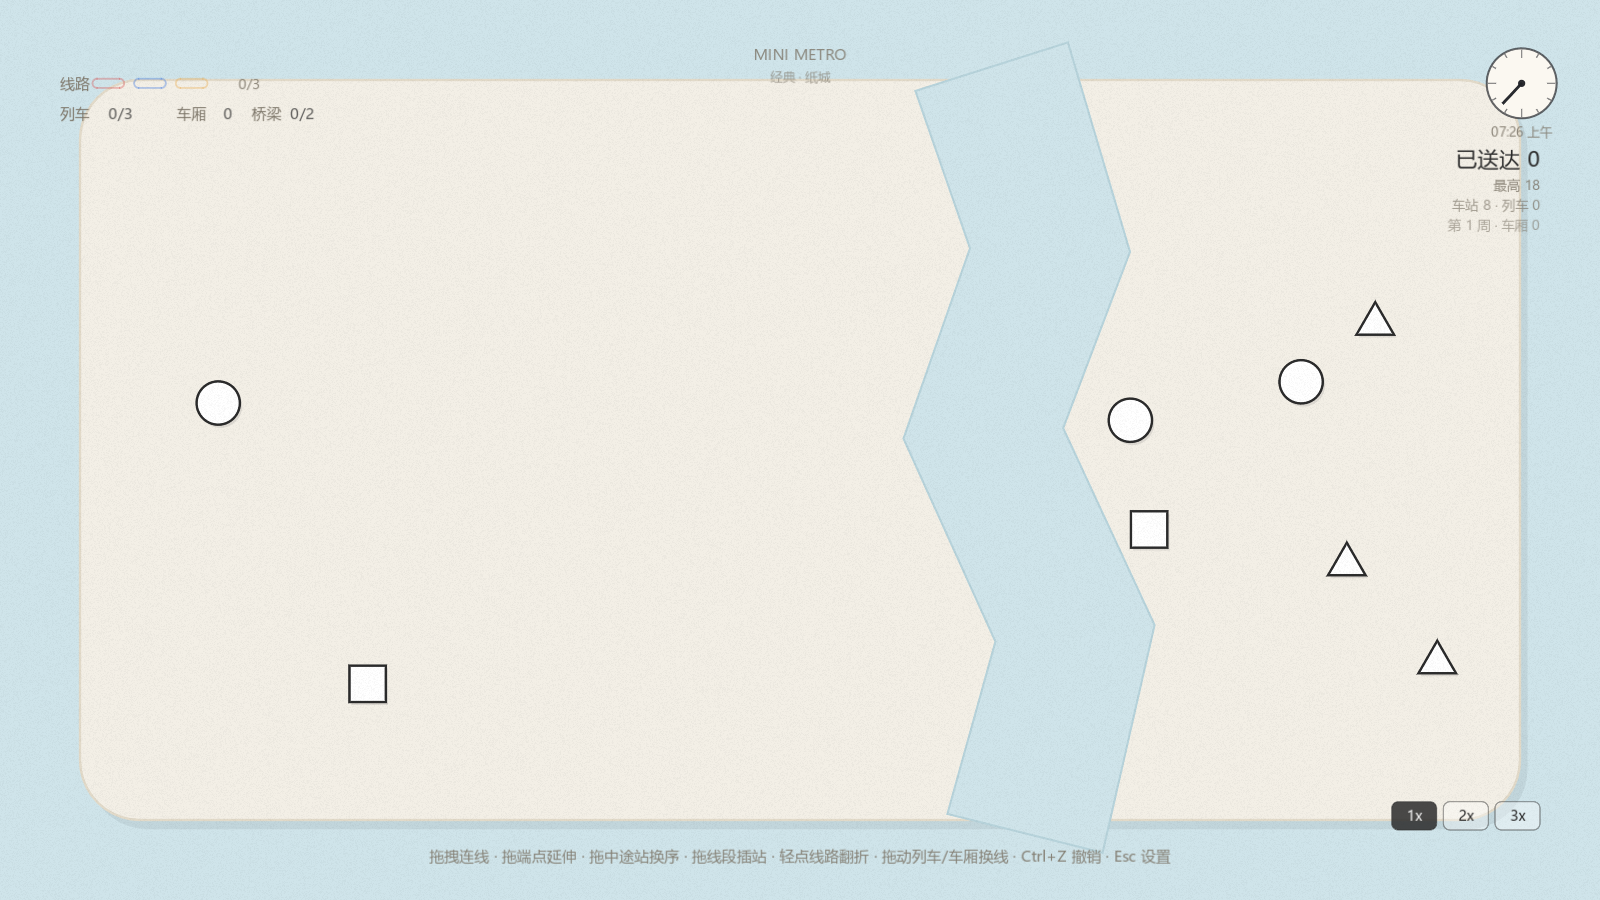 MINI METRO
经典 · 纸城
线路 0/3
列车 0/3 车厢 0 桥梁 0/2
07:26 上午
已送达 0
最高 18
车站 8 · 列车 0
第 1 周 · 车厢 0
1x 2x 3x
拖拽连线 · 拖端点延伸 · 拖中途站换序 · 拖线段插站 · 轻点线路翻折 · 拖动列车/车厢换线 · Ctrl+Z 撤销 · Esc 设置